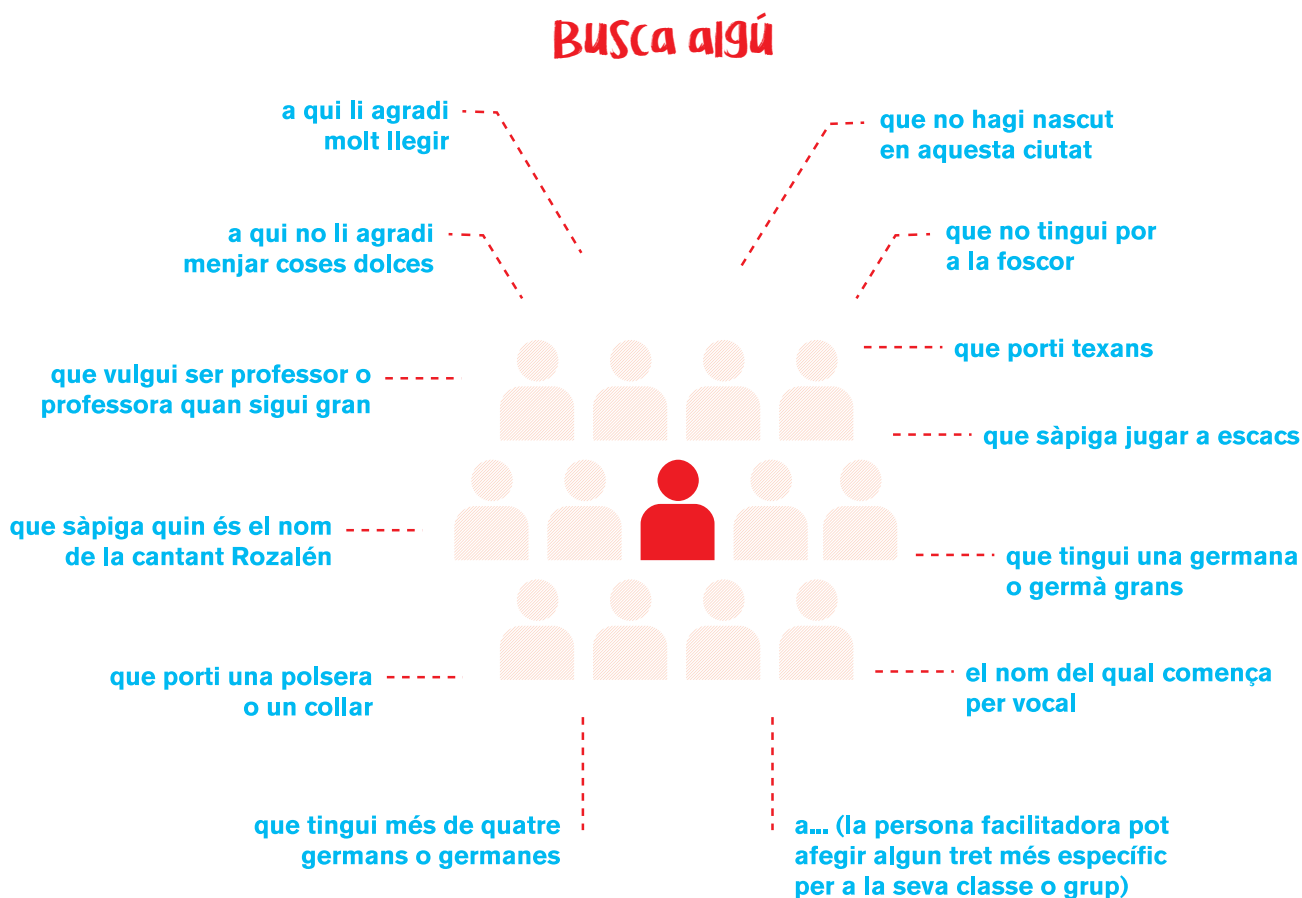 Busca algú
a qui li agradi
molt llegir
que no hagi nascut
en aquesta ciutat
a qui no li agradi
menjar coses dolces
que no tingui por
a la foscor
que porti texans
que vulgui ser professor o
professora quan sigui gran
que sàpiga jugar a escacs
que sàpiga quin és el nom
de la cantant Rozalén
que tingui una germana
o germà grans
que porti una polsera
o un collar
el nom del qual comença
per vocal
que tingui més de quatre
germans o germanes
a... (la persona facilitadora pot
afegir algun tret més específic
per a la seva classe o grup)